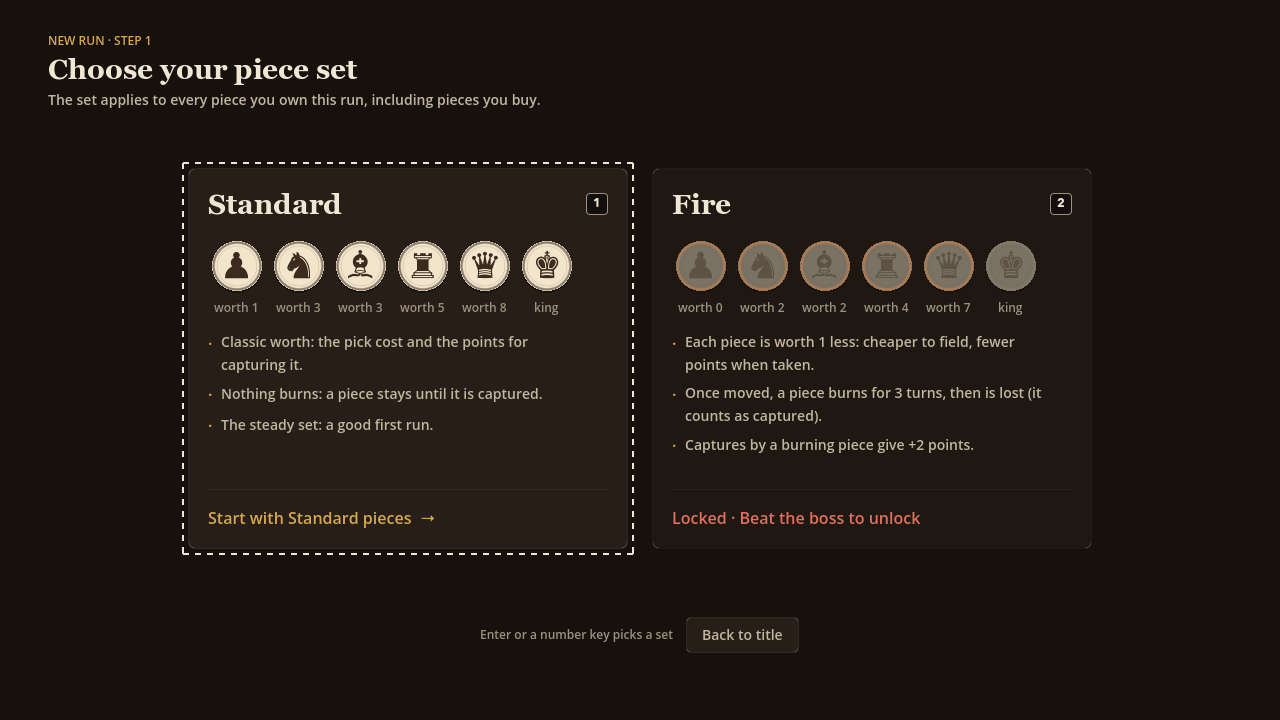 NEW RUN · STEP 1
Choose your piece set
The set applies to every piece you own this run, including pieces you buy.
Standard
1
worth 1 worth 3 worth 3 worth 5 worth 8 king
· Classic worth: the pick cost and the points for
capturing it.
· Nothing burns: a piece stays until it is captured.
· The steady set: a good first run.
Start with Standard pieces →
Fire
2
worth 0 worth 2 worth 2 worth 4 worth 7 king
· Each piece is worth 1 less: cheaper to field, fewer
points when taken.
· Once moved, a piece burns for 3 turns, then is lost (it
counts as captured).
· Captures by a burning piece give +2 points.
Locked · Beat the boss to unlock
Enter or a number key picks a set
Back to title